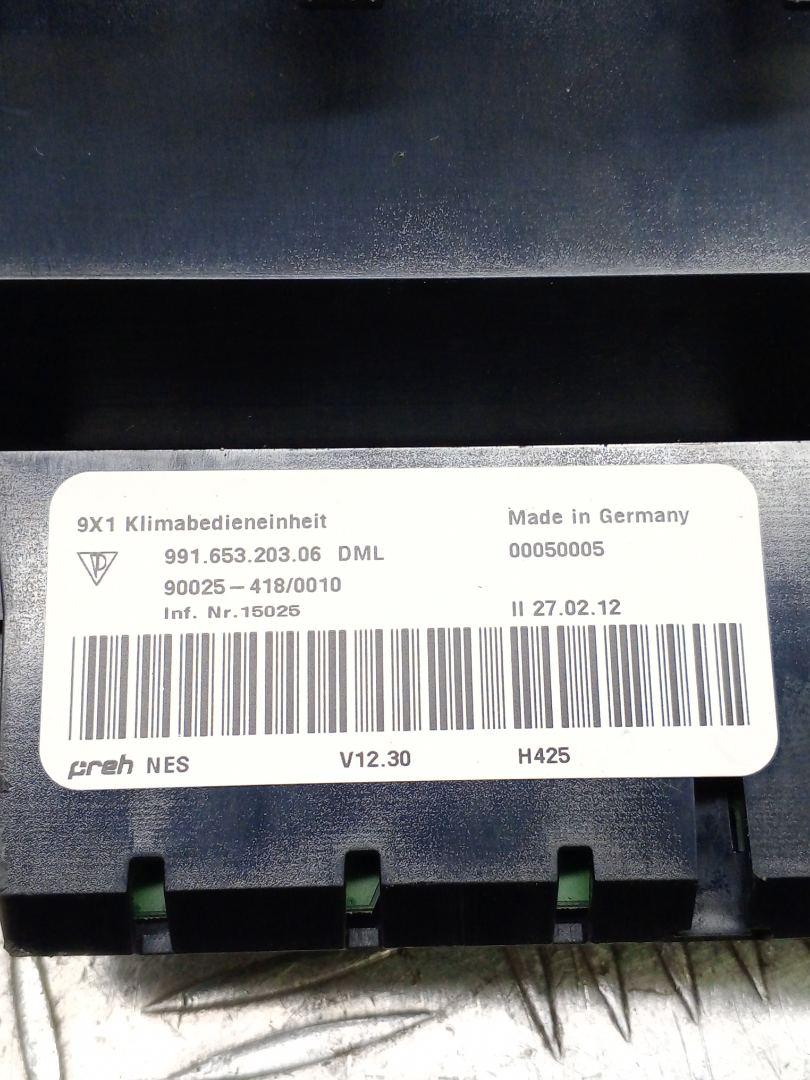 9X1 Klimabedieneinheit Made in Germany
991.653.203.06 DML 00050005
90025-418/0010
Inf. Nr.15025 II 27.02.12
preh NES V12.30 H425